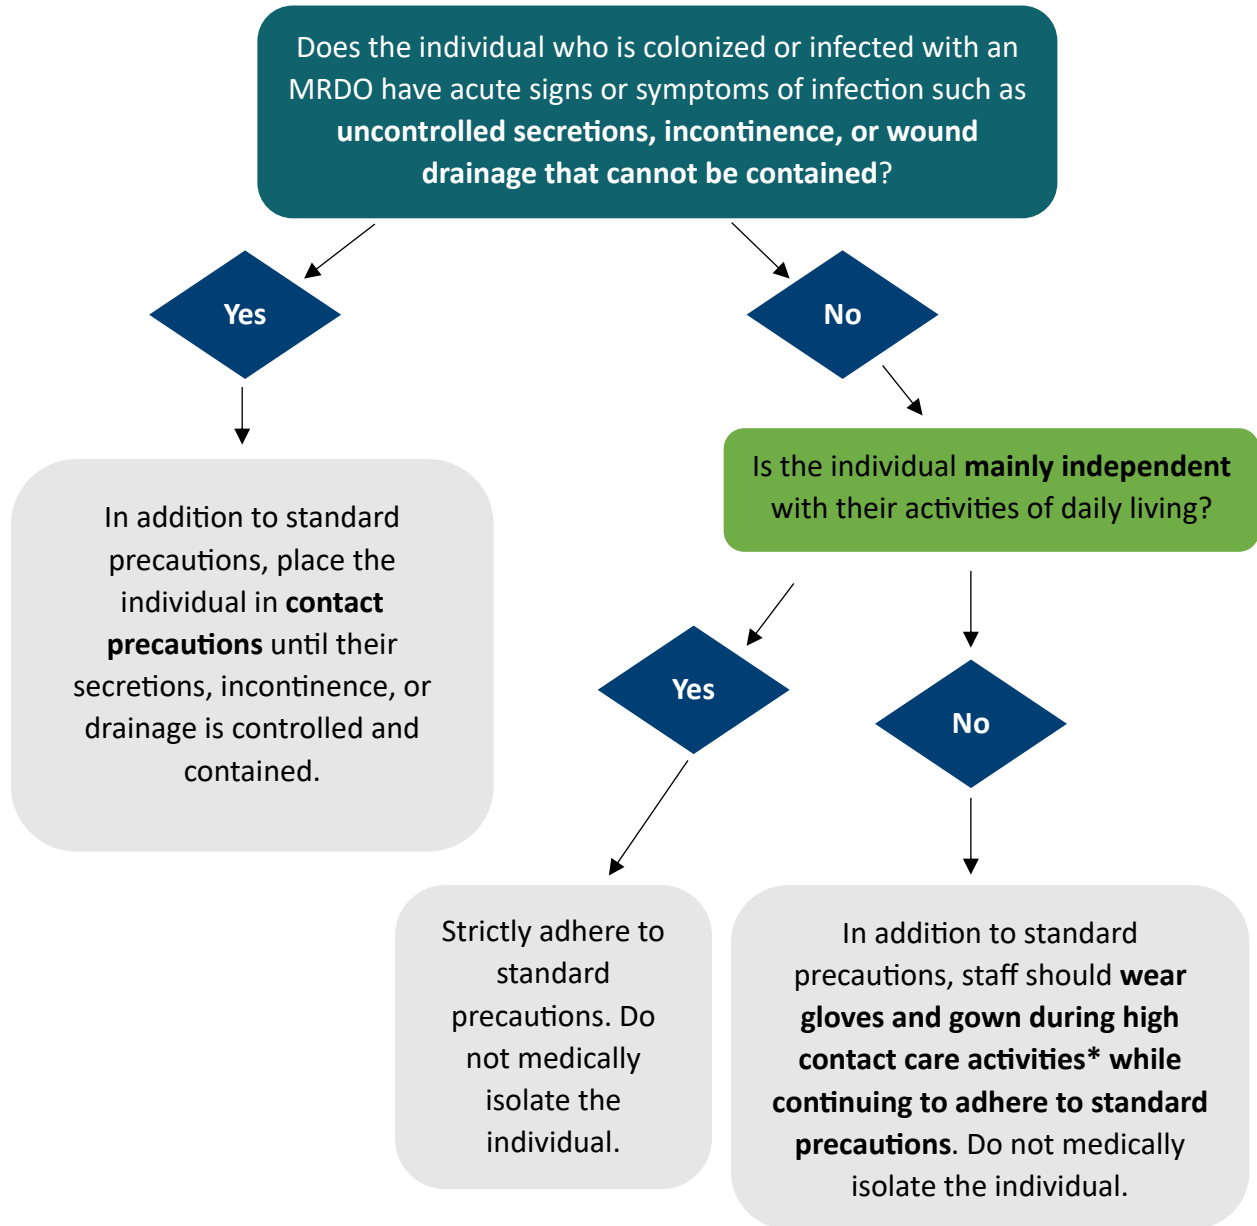 Does the individual who is colonized or infected with an
MRDO have acute signs or symptoms of infection such as
uncontrolled secretions, incontinence, or wound
drainage that cannot be contained?
Yes
No
In addition to standard
precautions, place the
individual in contact
precautions until their
secretions, incontinence, or
drainage is controlled and
contained.
Is the individual mainly independent
with their activities of daily living?
Yes
No
Strictly adhere to
standard
precautions. Do
not medically
isolate the
individual.
In addition to standard
precautions, staff should wear
gloves and gown during high
contact care activities* while
continuing to adhere to standard
precautions. Do not medically
isolate the individual.